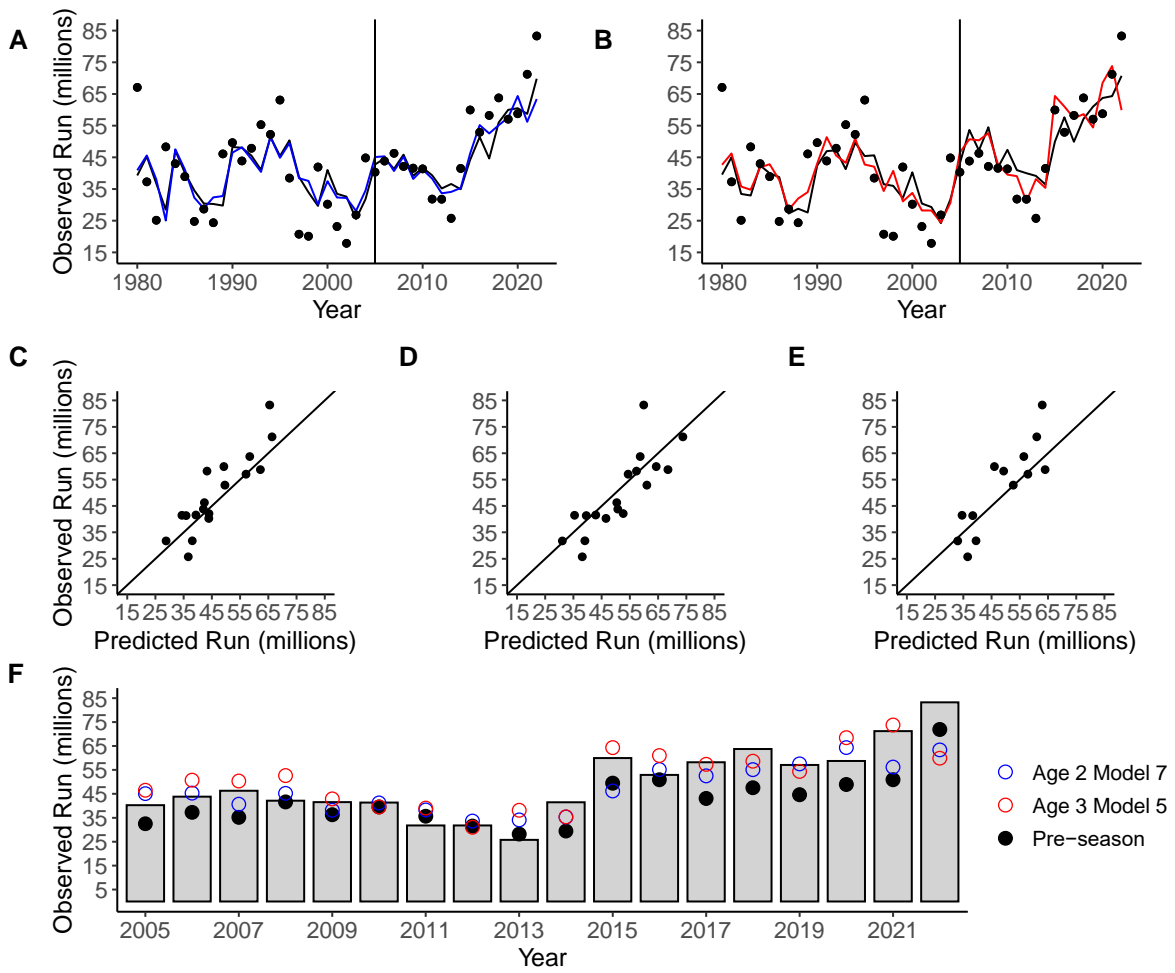 A
Observed Run (millions)
85
75
65
55
45
35
25
15
1980 1990 2000 2010 2020
Year
B
85
75
65
55
45
35
25
15
1980 1990 2000 2010 2020
Year
C
Observed Run (millions)
85
75
65
55
45
35
25
15
15 25 35 45 55 65 75 85
Predicted Run (millions)
D
85
75
65
55
45
35
25
15
15 25 35 45 55 65 75 85
Predicted Run (millions)
E
85
75
65
55
45
35
25
15
15 25 35 45 55 65 75 85
Predicted Run (millions)
F
Observed Run (millions)
85
75
65
55
45
35
25
15
5
2005 2007 2009 2011 2013 2015 2017 2019 2021
Year
Age 2 Model 7
Age 3 Model 5
Pre−season